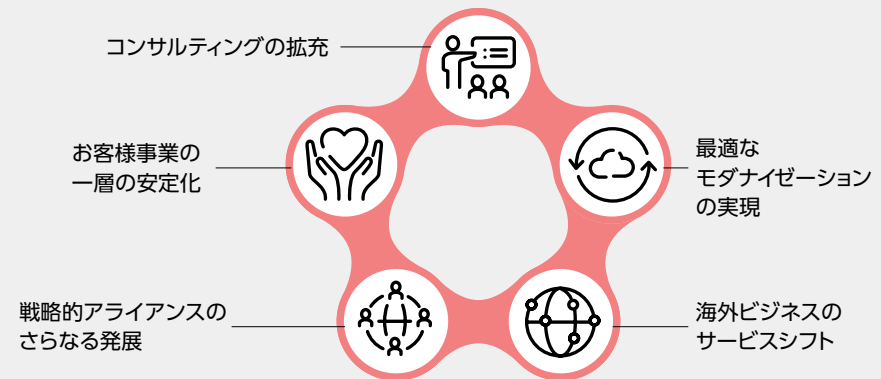 コンサルティングの拡充
お客様事業の
一層の安定化
最適な
モダナイゼーション
の実現
戦略的アライアンスの
さらなる発展
海外ビジネスの
サービスシフト